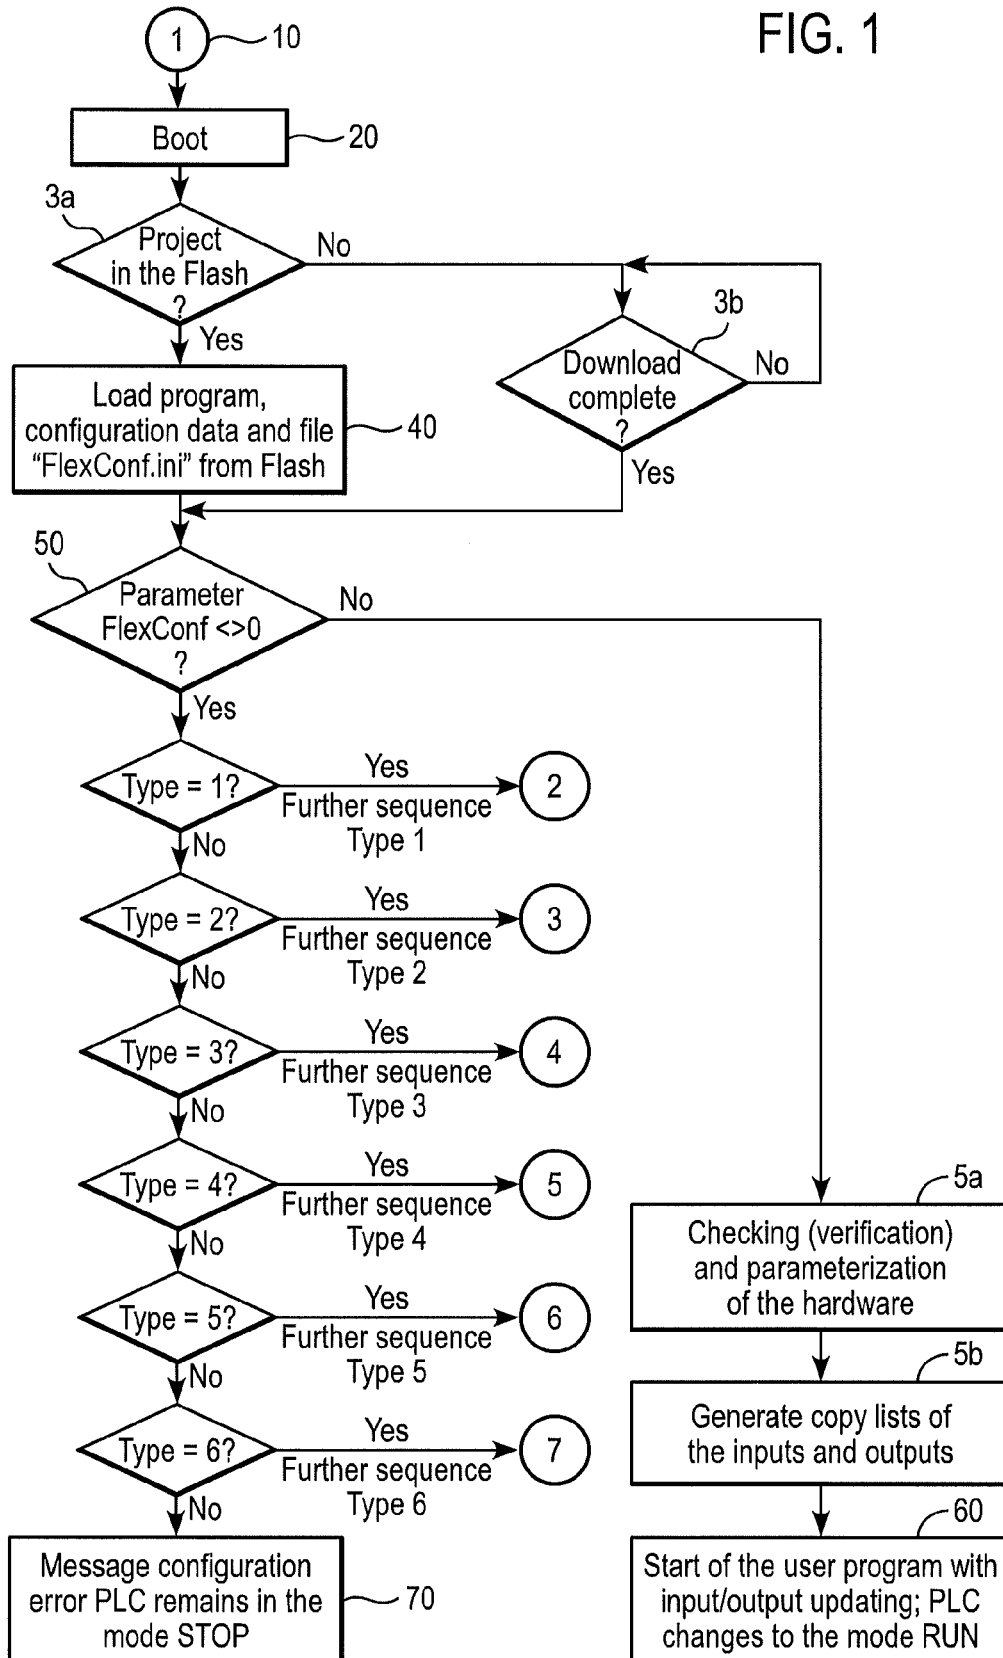 FIG. 1
1
10
Boot
20
3a
Project
in the Flash
?
No
Yes
3b
Download
complete
?
No
Yes
Load program,
configuration data and file
“FlexConf.ini” from Flash
40
50
Parameter
FlexConf <>0
?
No
Yes
Type = 1?
Yes
Further sequence
Type 1
2
No
Type = 2?
Yes
Further sequence
Type 2
3
No
Type = 3?
Yes
Further sequence
Type 3
4
No
Type = 4?
Yes
Further sequence
Type 4
5
No
Type = 5?
Yes
Further sequence
Type 5
6
No
Type = 6?
Yes
Further sequence
Type 6
7
No
Message configuration
error PLC remains in the
mode STOP
70
5a
Checking (verification)
and parameterization
of the hardware
5b
Generate copy lists of
the inputs and outputs
60
Start of the user program with
input/output updating; PLC
changes to the mode RUN